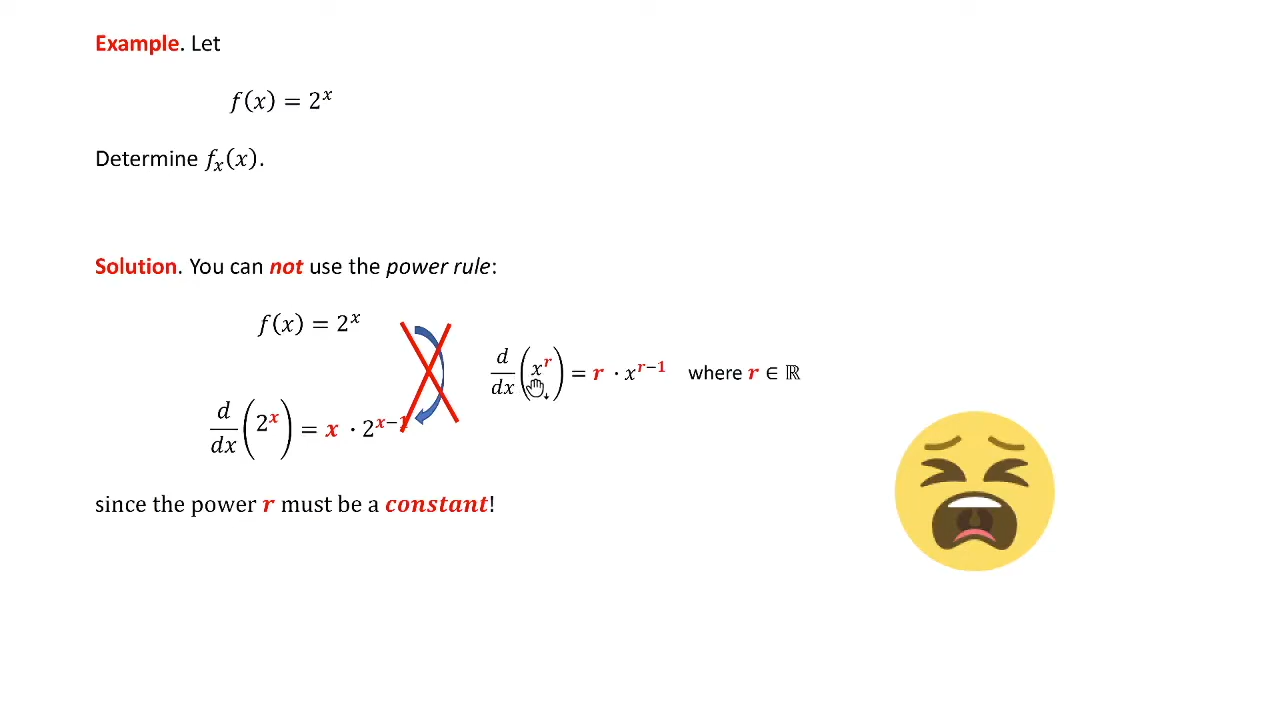 Example. Let
f(x) = 2^x
Determine f_x(x).
Solution. You can not use the power rule:
f(x) = 2^x
d/dx (x^r) = r · x^{r−1} where r ∈ ℝ
d/dx (2^x) = x · 2^{x−1}
since the power r must be a constant!